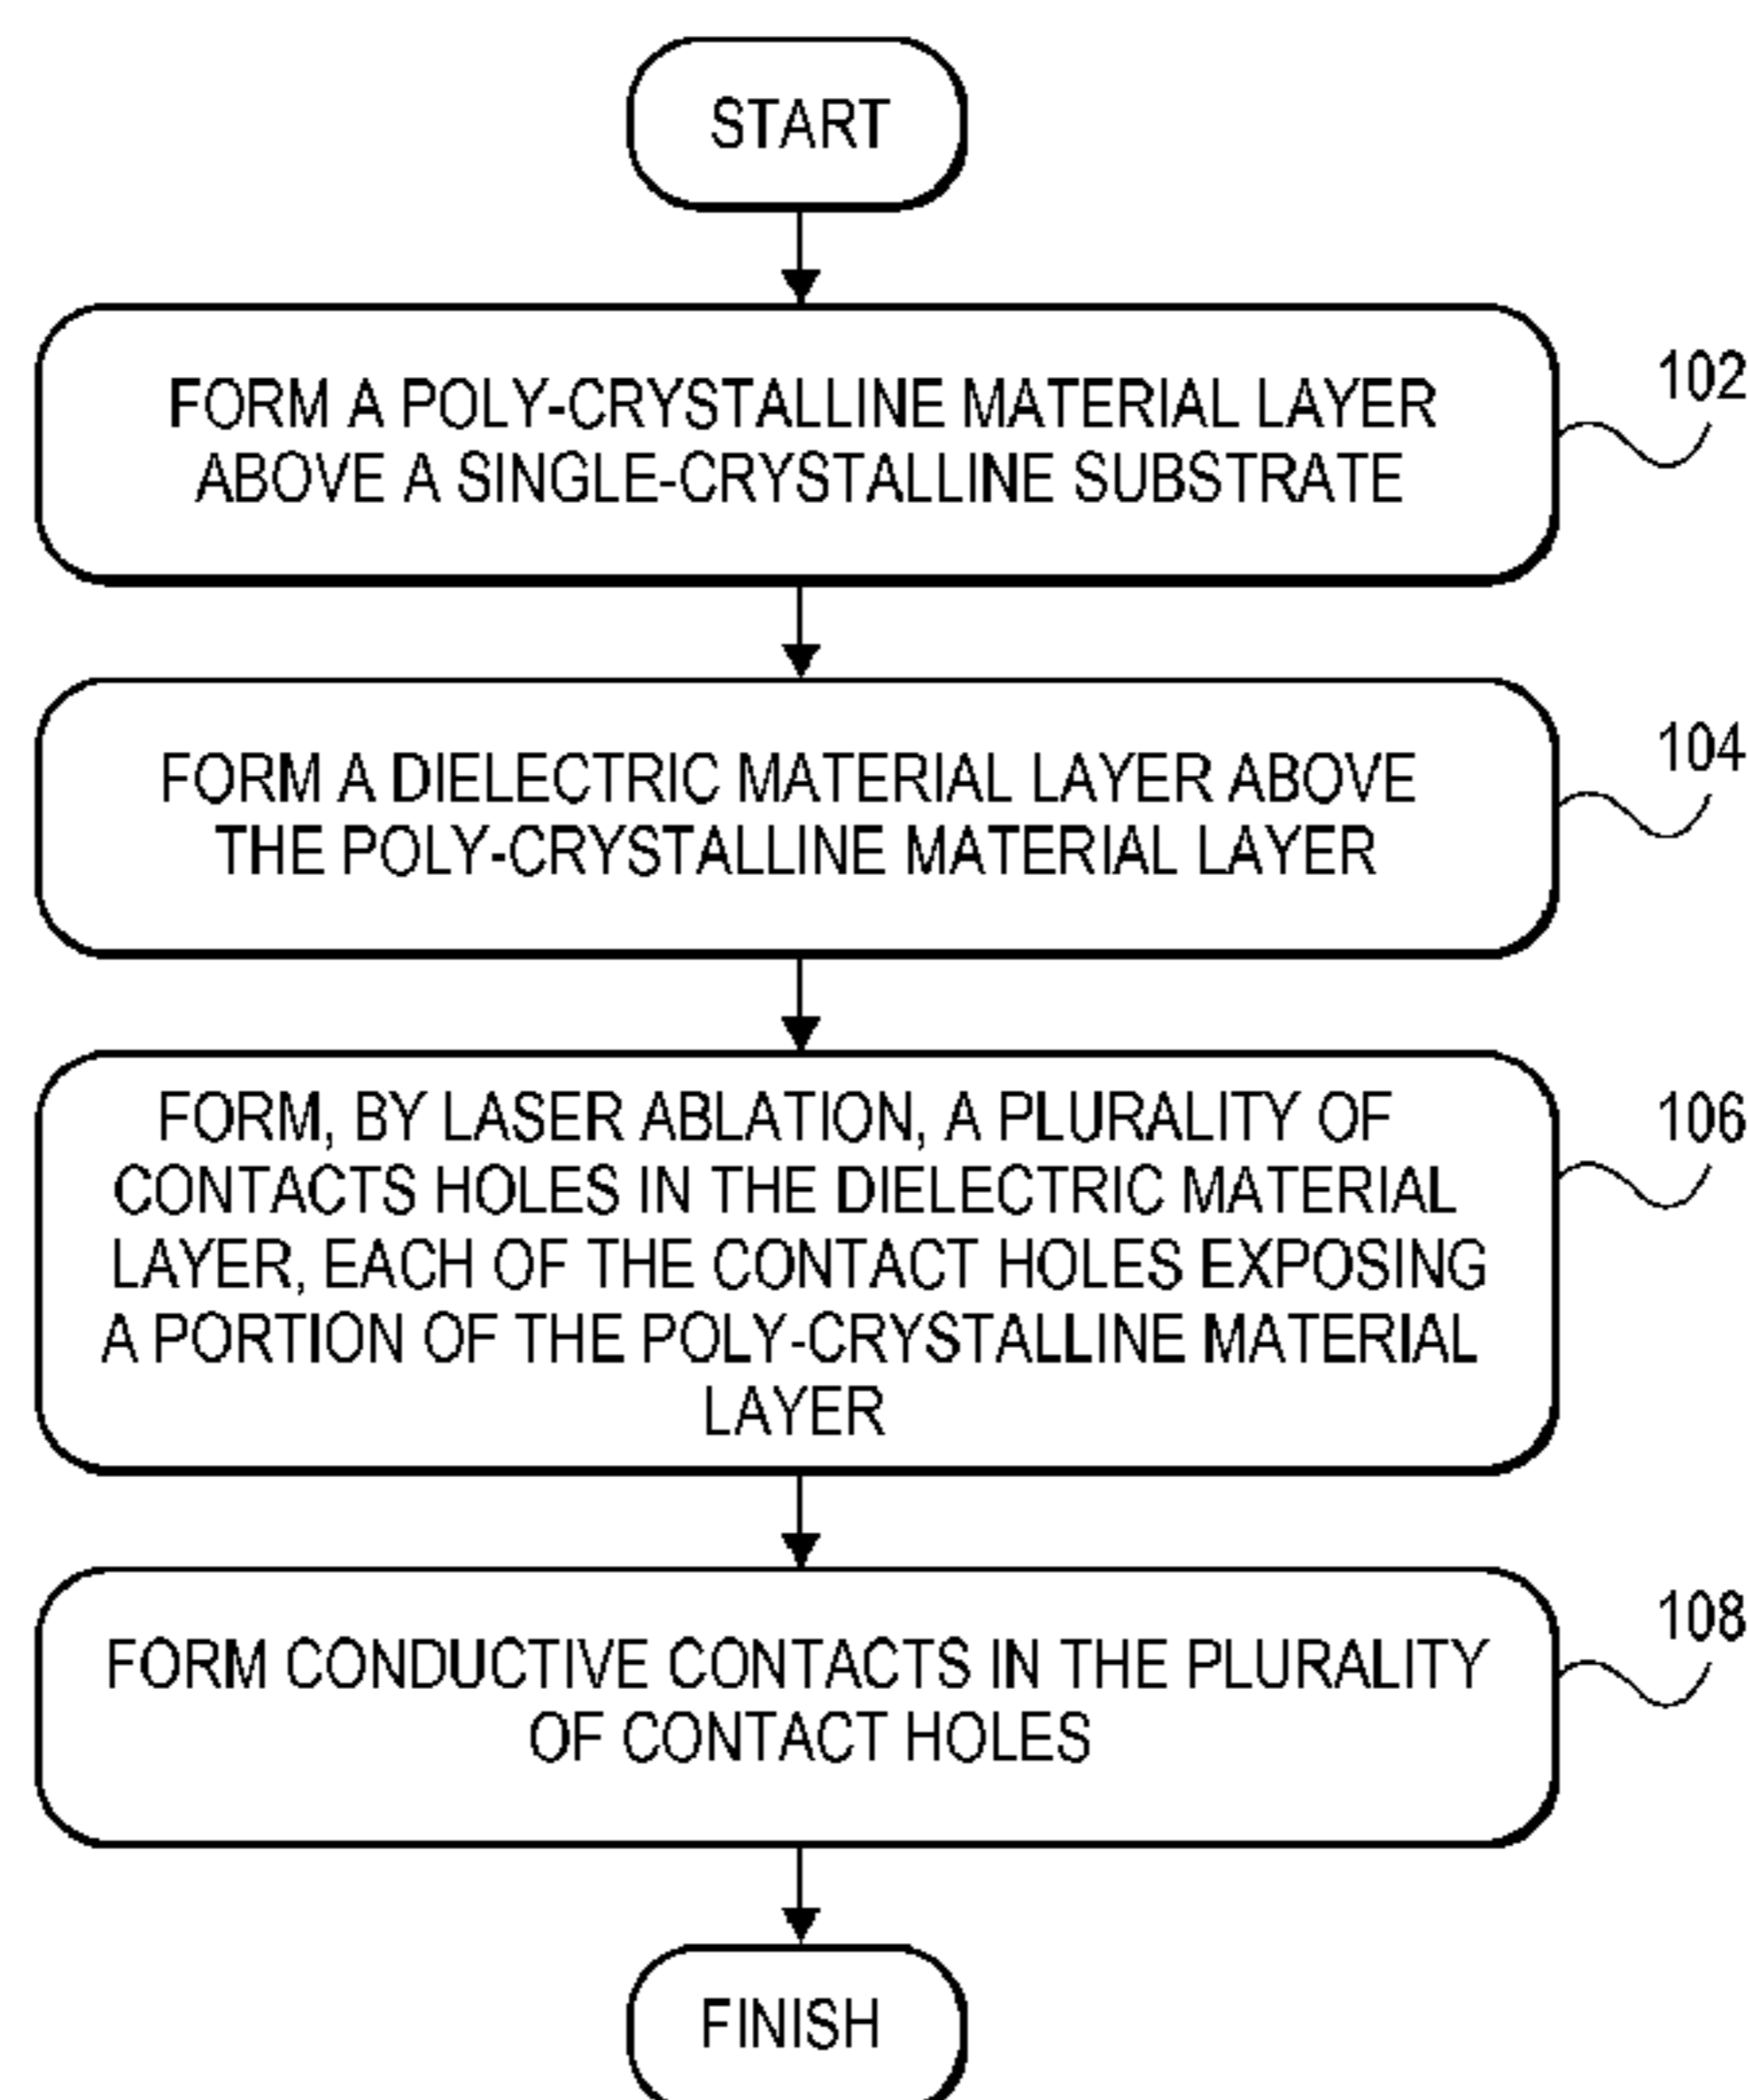 START
FORM A POLY-CRYSTALLINE MATERIAL LAYER
ABOVE A SINGLE-CRYSTALLINE SUBSTRATE
102
FORM A DIELECTRIC MATERIAL LAYER ABOVE
THE POLY-CRYSTALLINE MATERIAL LAYER
104
FORM, BY LASER ABLATION, A PLURALITY OF
CONTACTS HOLES IN THE DIELECTRIC MATERIAL
LAYER, EACH OF THE CONTACT HOLES EXPOSING
A PORTION OF THE POLY-CRYSTALLINE MATERIAL
LAYER
106
FORM CONDUCTIVE CONTACTS IN THE PLURALITY
OF CONTACT HOLES
108
FINISH